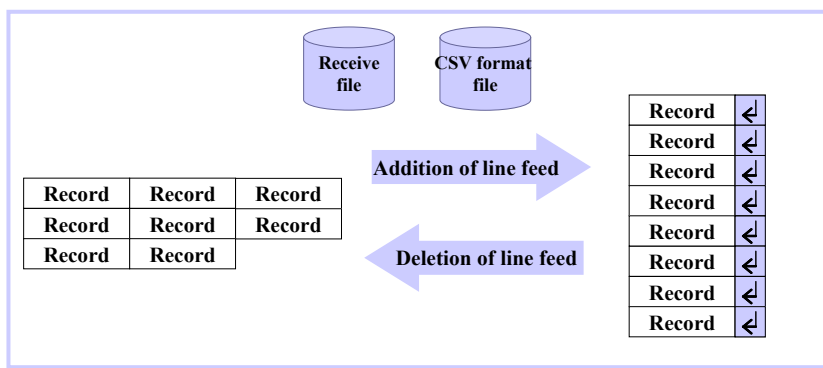 Receive
file
CSV format
file
Addition of line feed
Deletion of line feed
Record Record Record
Record Record Record
Record Record
Record ↲
Record ↲
Record ↲
Record ↲
Record ↲
Record ↲
Record ↲
Record ↲